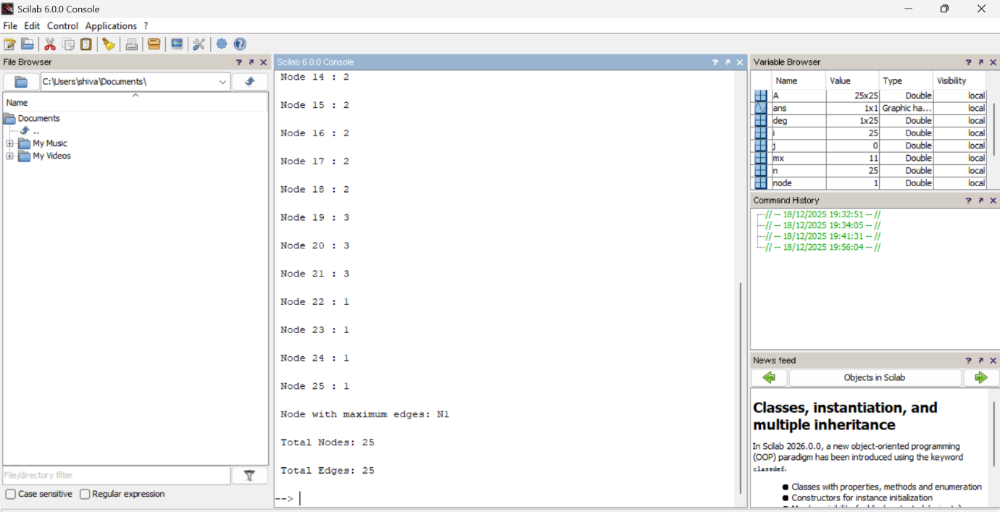 Scilab 6.0.0 Console
File Edit Control Applications ?
File Browser
C:\Users\shiva\Documents\
Name
Documents
..
My Music
My Videos
File/directory filter
Case sensitive Regular expression
Scilab 6.0.0 Console
Node 14 : 2
Node 15 : 2
Node 16 : 2
Node 17 : 2
Node 18 : 2
Node 19 : 3
Node 20 : 3
Node 21 : 3
Node 22 : 1
Node 23 : 1
Node 24 : 1
Node 25 : 1
Node with maximum edges: N1
Total Nodes: 25
Total Edges: 25
-->
Variable Browser
Name Value Type Visibility
A 25x25 Double local
ans 1x1 Graphic ha... local
deg 1x25 Double local
i 25 Double local
j 0 Double local
mx 11 Double local
n 25 Double local
node 1 Double local
Command History
// -- 18/12/2025 19:32:51 -- //
// -- 18/12/2025 19:34:05 -- //
// -- 18/12/2025 19:41:31 -- //
// -- 18/12/2025 19:56:04 -- //
News feed
Objects in Scilab
Classes, instantiation, and
multiple inheritance
In Scilab 2026.0.0, a new object-oriented programming
(OOP) paradigm has been introduced using the keyword
classdef.
Classes with properties, methods and enumeration
Constructors for instance initialization